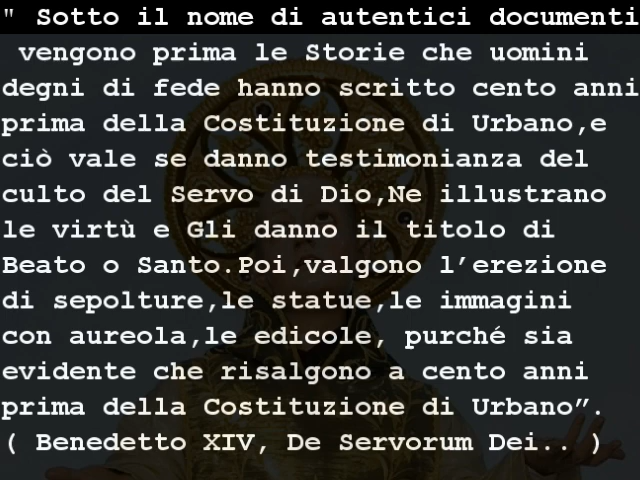 " Sotto il nome di autentici documenti
vengono prima le Storie che uomini
degni di fede hanno scritto cento anni
prima della Costituzione di Urbano,e
ciò vale se danno testimonianza del
culto del Servo di Dio,Ne illustrano
le virtù e Gli danno il titolo di
Beato o Santo.Poi,valgono l’erezione
di sepolture,le statue,le immagini
con aureola,le edicole, purché sia
evidente che risalgono a cento anni
prima della Costituzione di Urbano”.
( Benedetto XIV, De Servorum Dei.. )